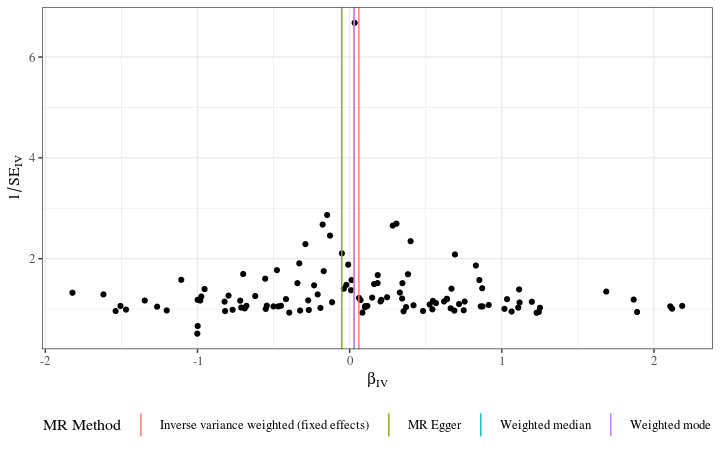 6
4
2
1/SE_IV
-2
-1
0
1
2
β_IV
MR Method
Inverse variance weighted (fixed effects)
MR Egger
Weighted median
Weighted mode